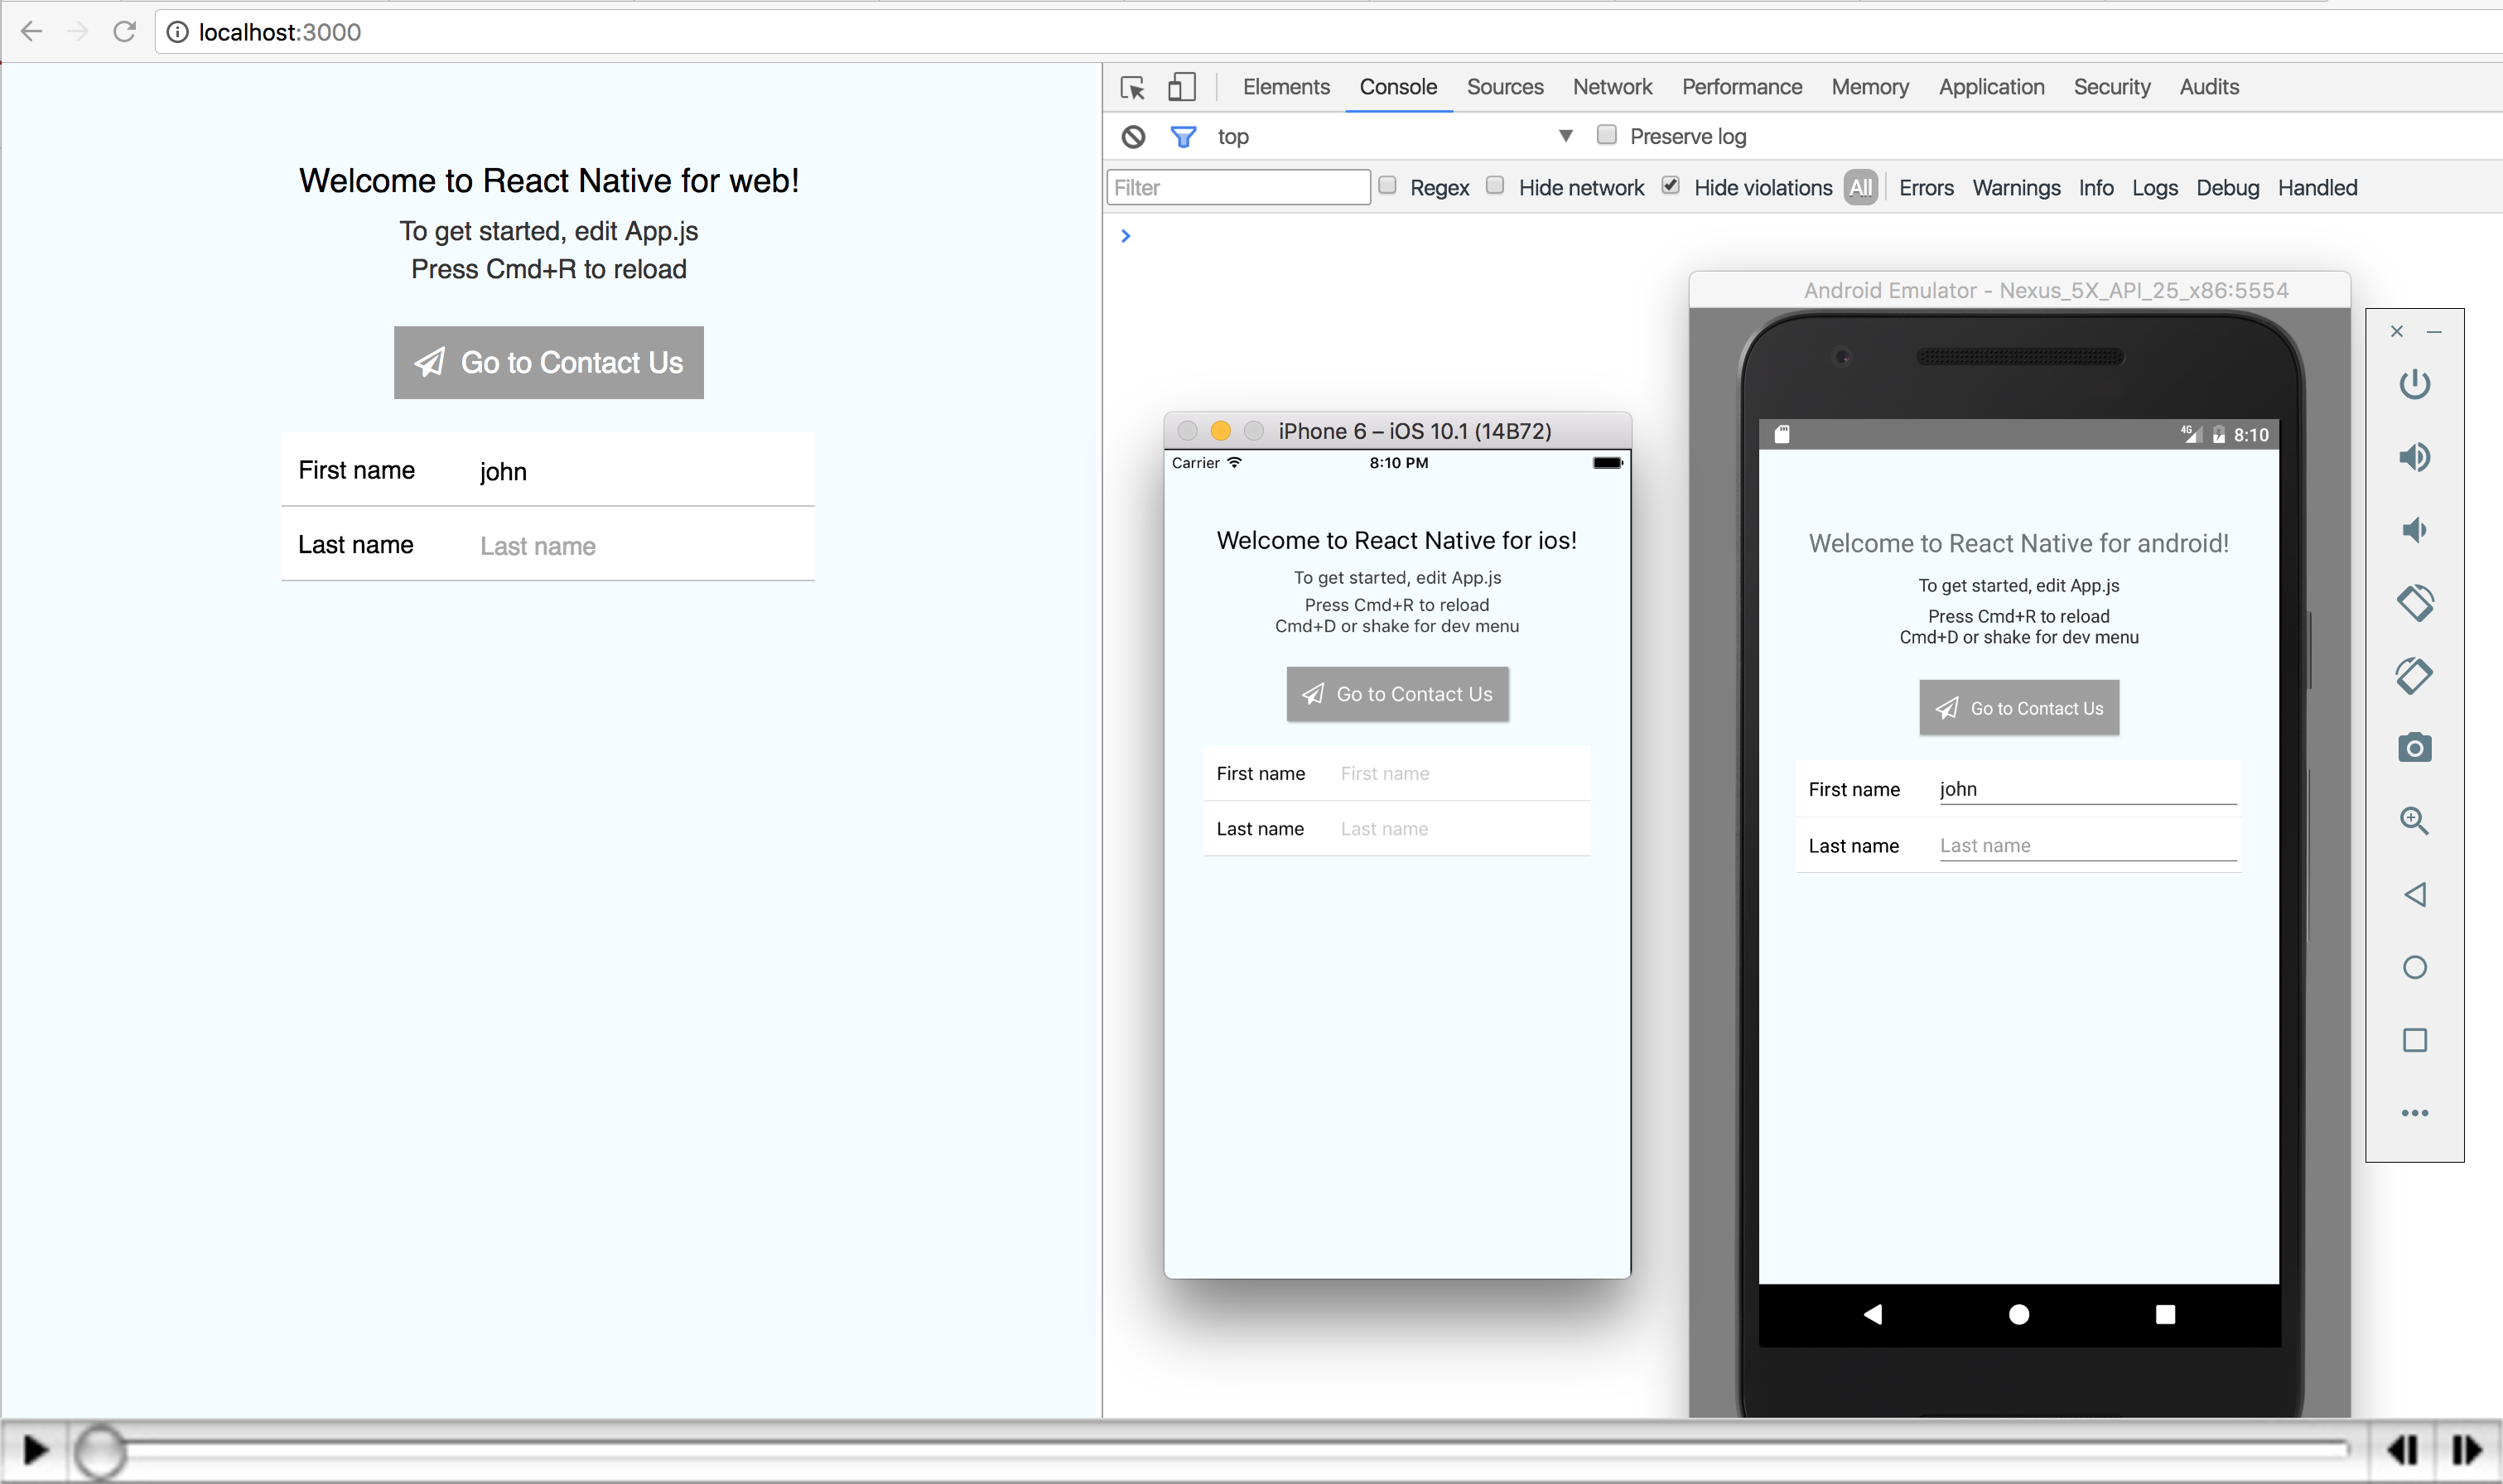 localhost:3000
Elements Console Sources Network Performance Memory Application Security Audits
top Preserve log
Filter Regex Hide network Hide violations All Errors Warnings Info Logs Debug Handled
Welcome to React Native for web!
To get started, edit App.js
Press Cmd+R to reload
Go to Contact Us
First name john
Last name Last name
iPhone 6 – iOS 10.1 (14B72)
Carrier 8:10 PM
Welcome to React Native for ios!
To get started, edit App.js
Press Cmd+R to reload
Cmd+D or shake for dev menu
Go to Contact Us
First name First name
Last name Last name
Android Emulator - Nexus_5X_API_25_x86:5554
4G 8:10
Welcome to React Native for android!
To get started, edit App.js
Press Cmd+R to reload
Cmd+D or shake for dev menu
Go to Contact Us
First name john
Last name Last name